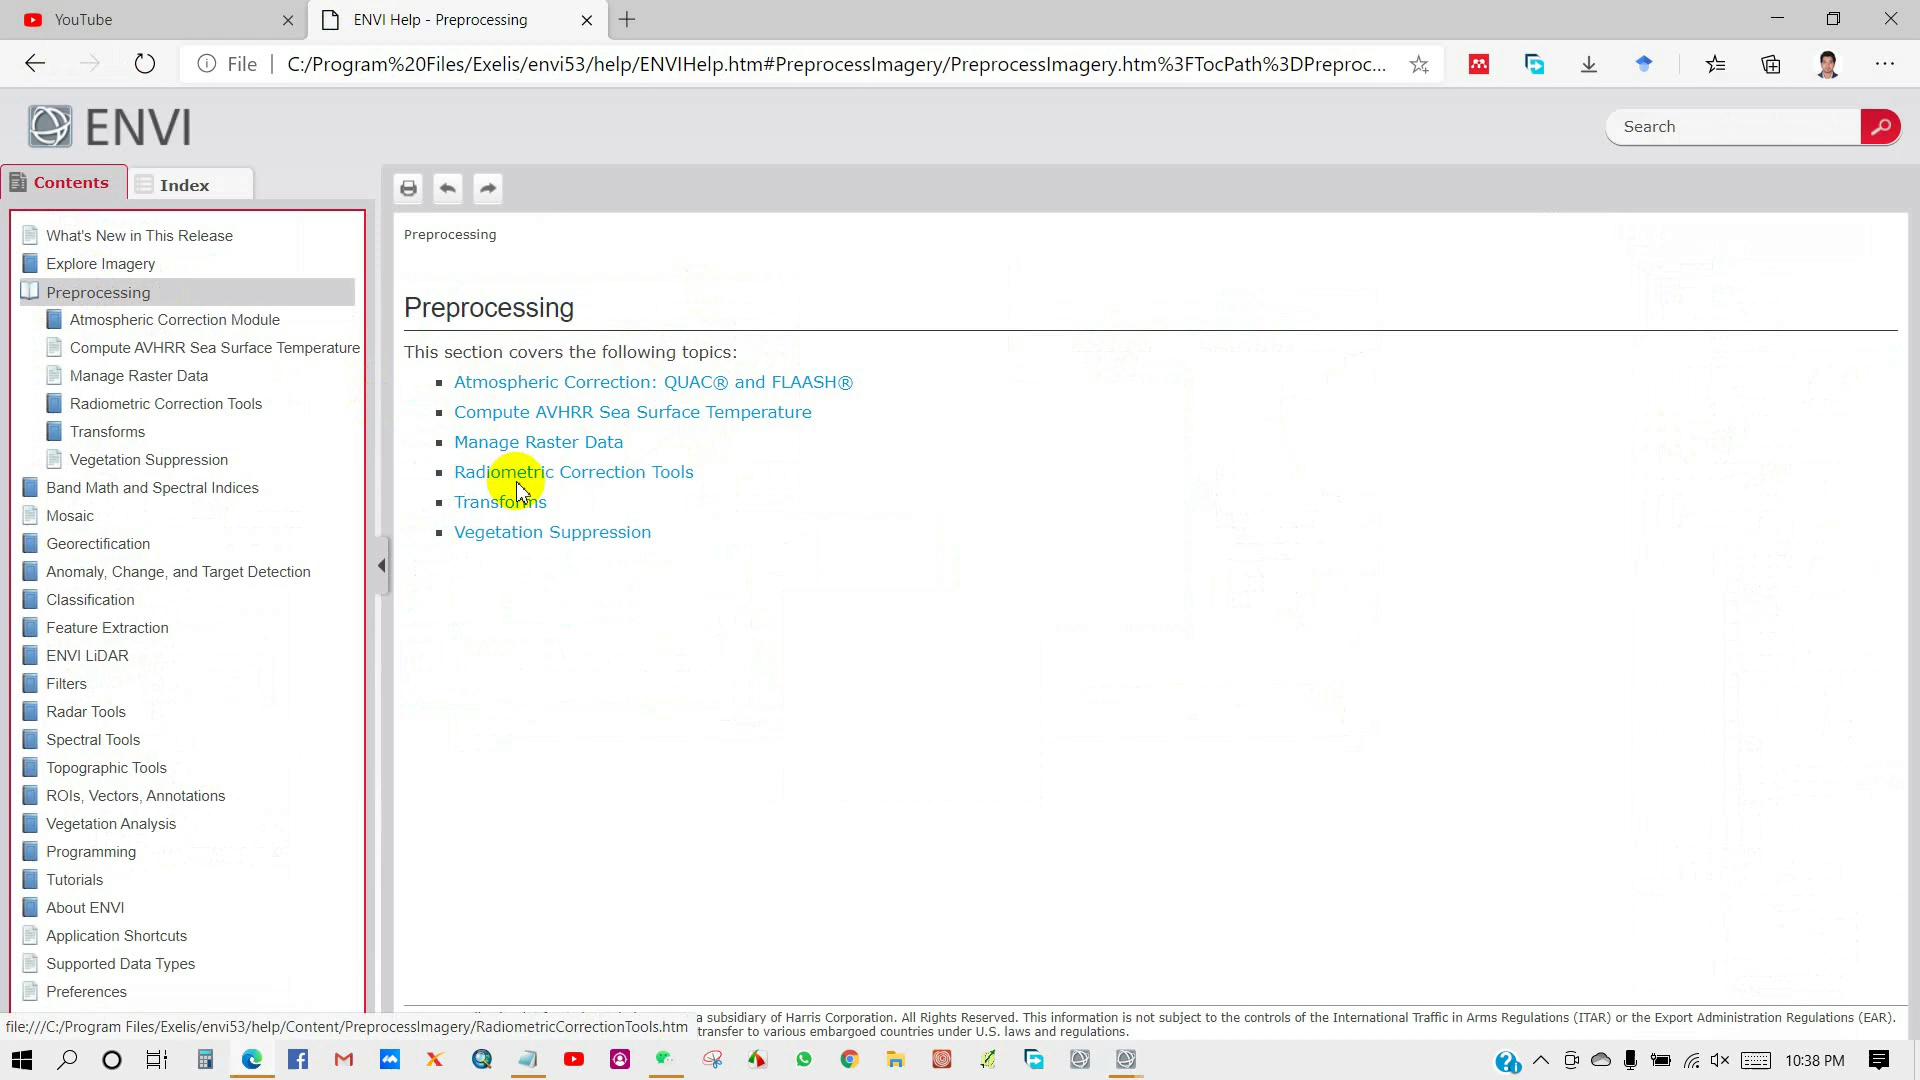 YouTube
ENVI Help - Preprocessing
File
C:/Program%20Files/Exelis/envi53/help/ENVIHelp.htm#PreprocessImagery/PreprocessImagery.htm%3FTocPath%3DPreproc...
ENVI
Search
Contents
Index
What's New in This Release
Explore Imagery
Preprocessing
Atmospheric Correction Module
Compute AVHRR Sea Surface Temperature
Manage Raster Data
Radiometric Correction Tools
Transforms
Vegetation Suppression
Band Math and Spectral Indices
Mosaic
Georectification
Anomaly, Change, and Target Detection
Classification
Feature Extraction
ENVI LiDAR
Filters
Radar Tools
Spectral Tools
Topographic Tools
ROIs, Vectors, Annotations
Vegetation Analysis
Programming
Tutorials
About ENVI
Application Shortcuts
Supported Data Types
Preferences
Preprocessing
Preprocessing
This section covers the following topics:
Atmospheric Correction: QUAC® and FLAASH®
Compute AVHRR Sea Surface Temperature
Manage Raster Data
Radiometric Correction Tools
Transforms
Vegetation Suppression
a subsidiary of Harris Corporation. All Rights Reserved. This information is not subject to the controls of the International Traffic in Arms Regulations (ITAR) or the Export Administration Regulations (EAR).
transfer to various embargoed countries under U.S. laws and regulations.
file:///C:/Program Files/Exelis/envi53/help/Content/PreprocessImagery/RadiometricCorrectionTools.htm
10:38 PM